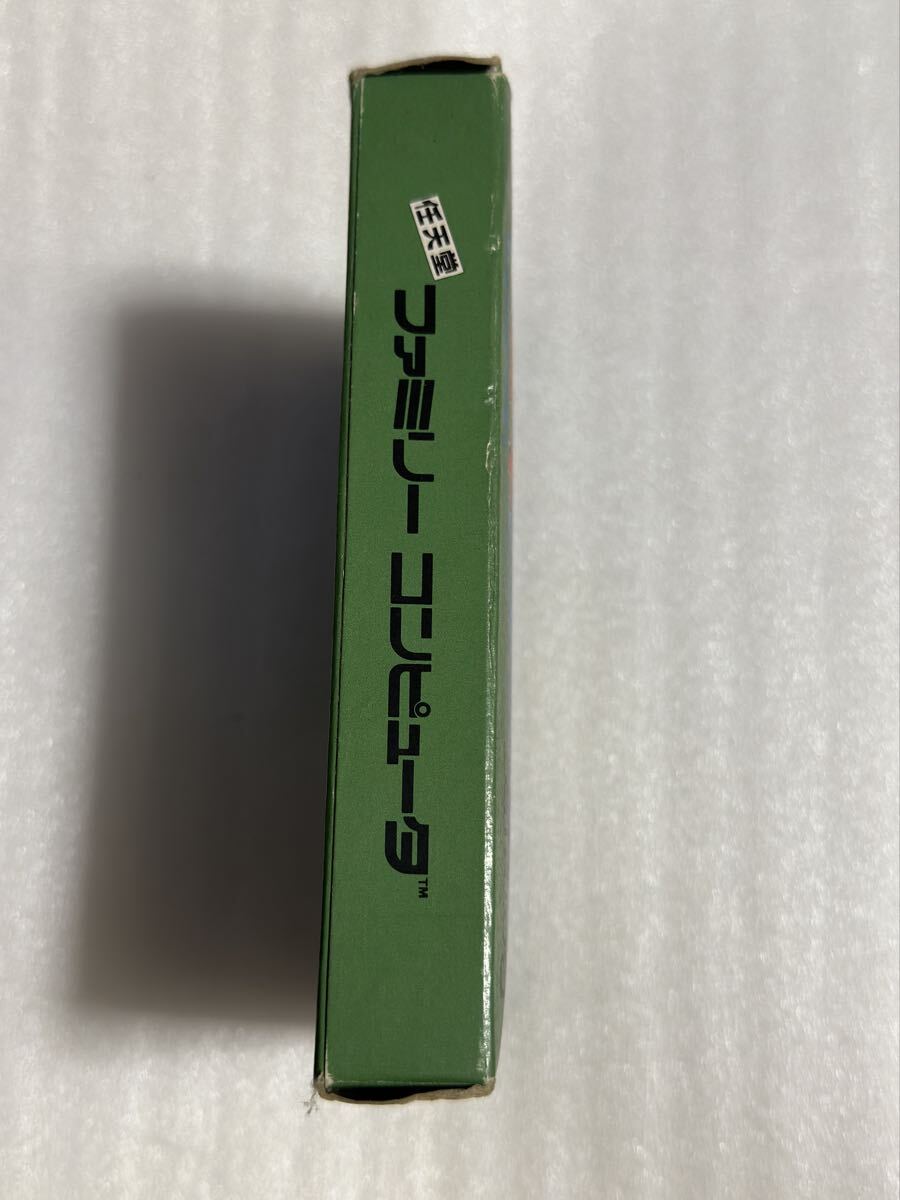 任天堂
ファミリー コンピュータ™